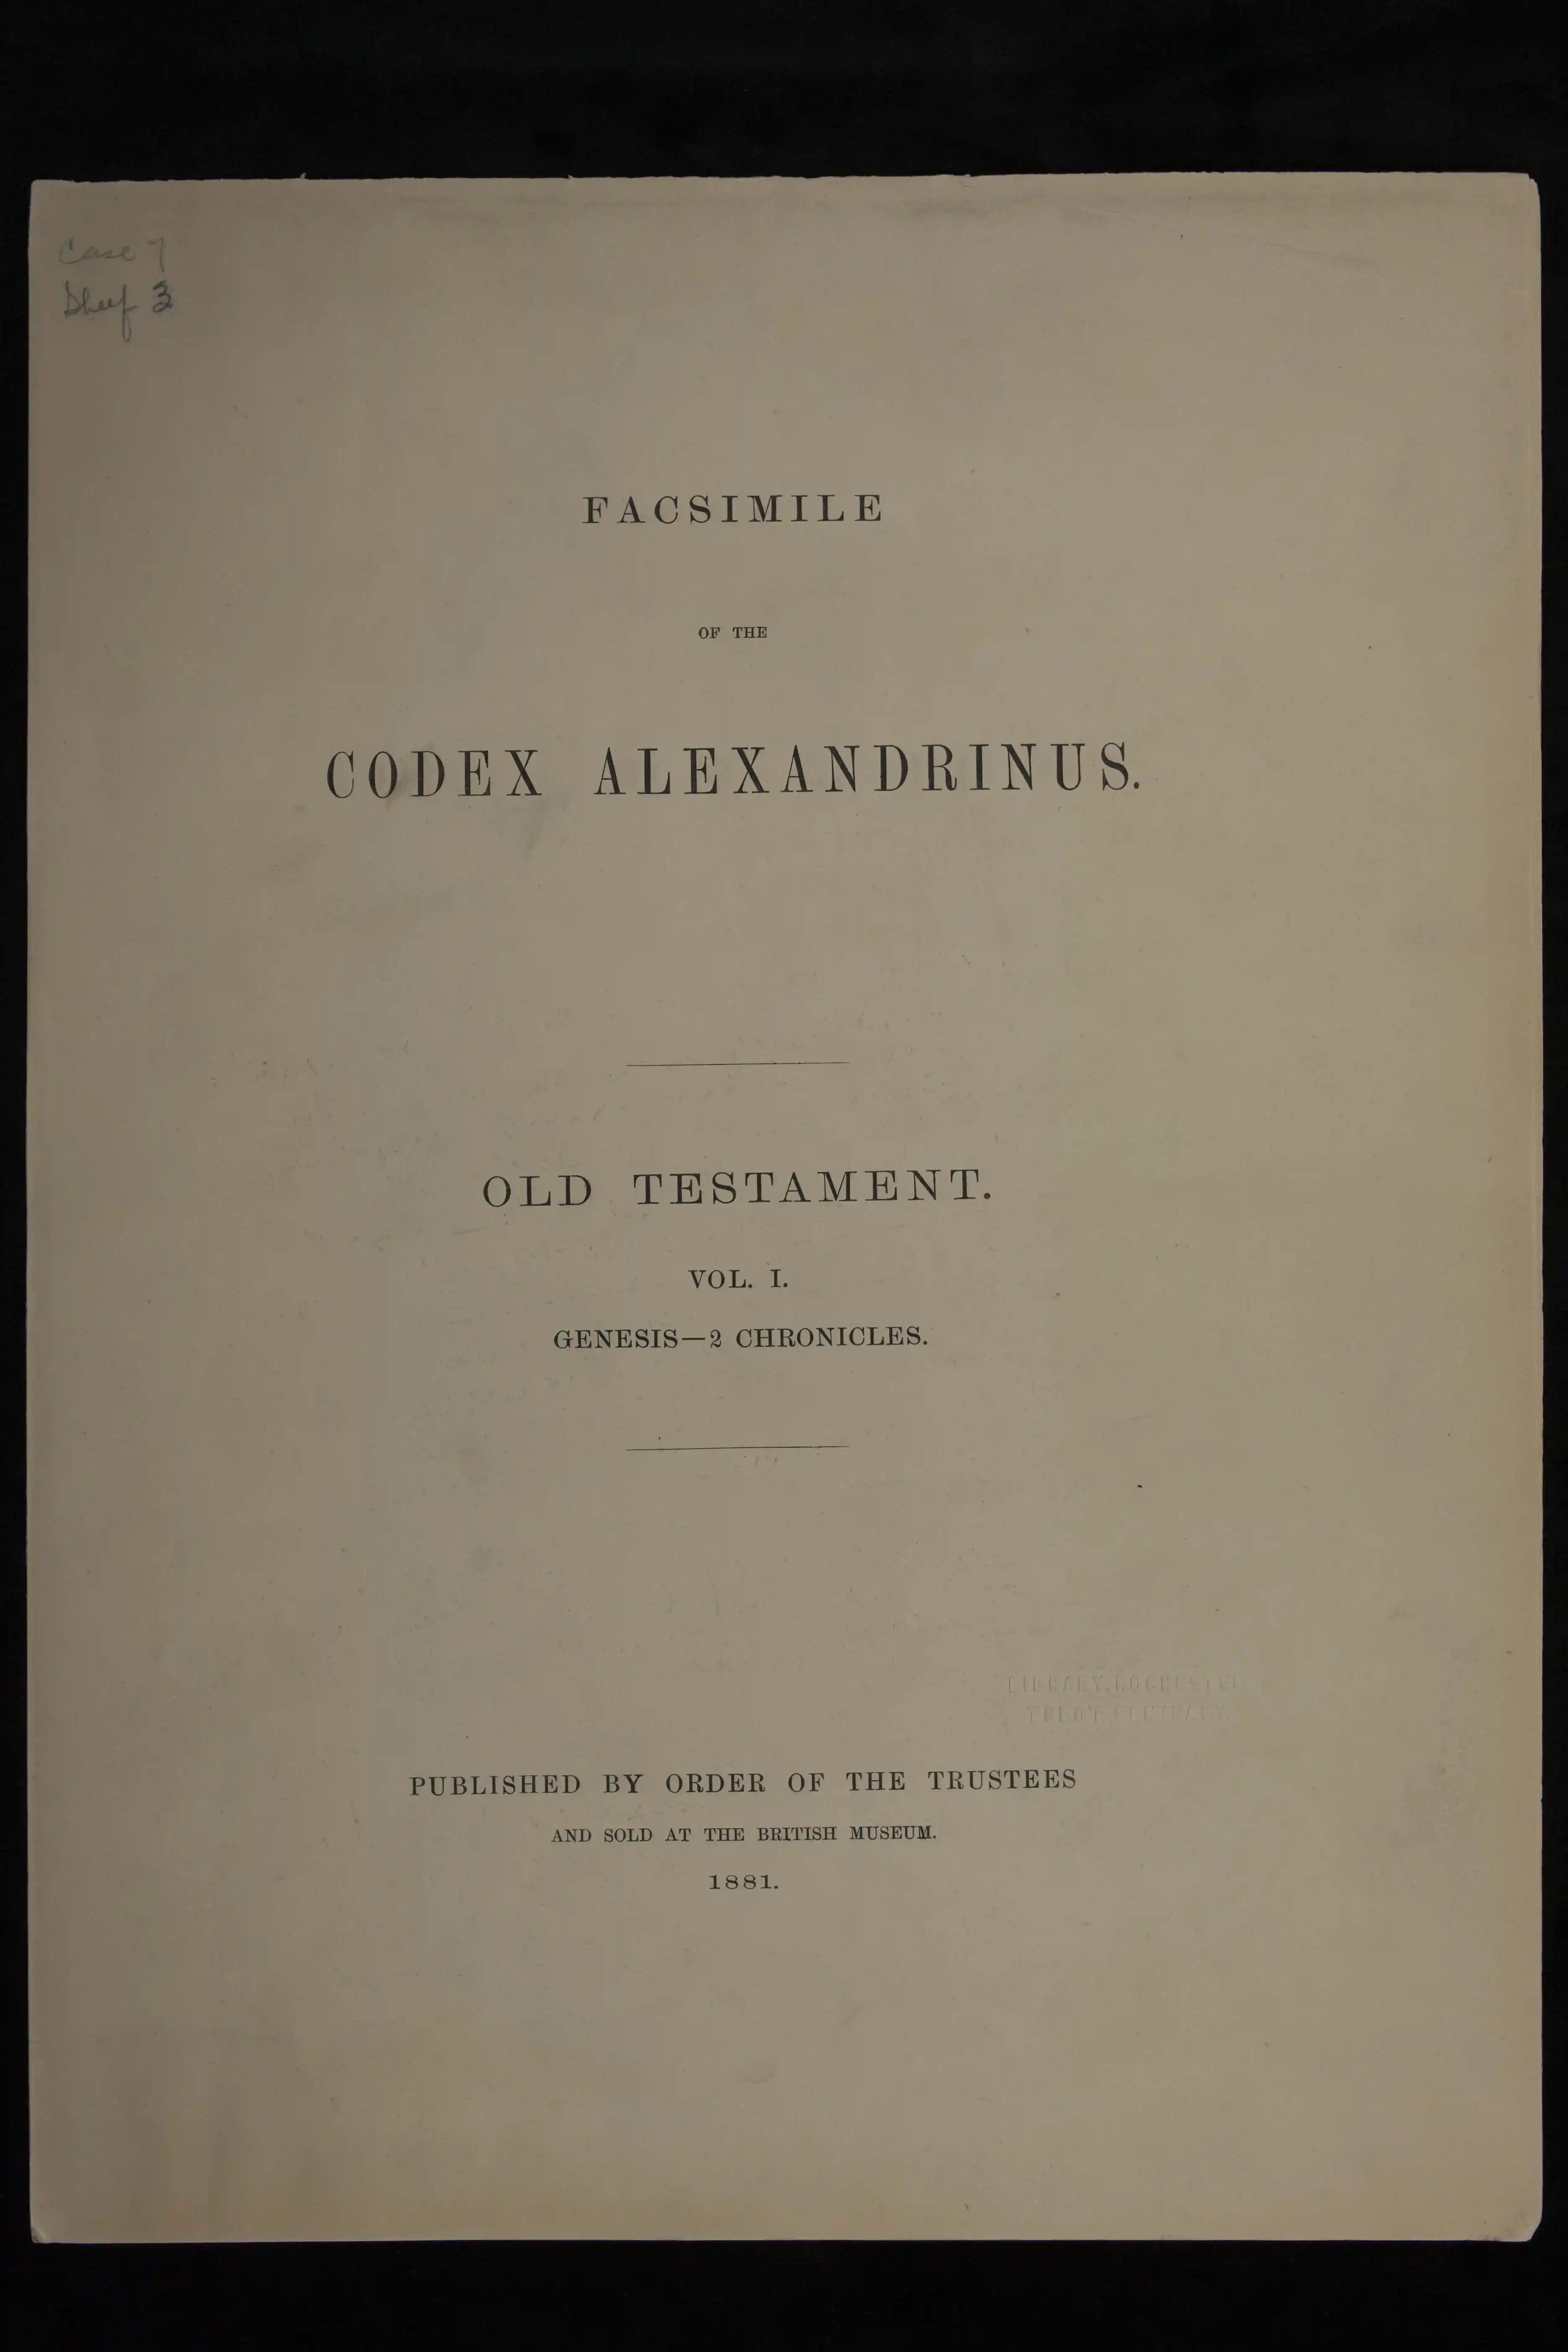 Case 7
Shelf 3
FACSIMILE
OF THE
CODEX ALEXANDRINUS.
OLD TESTAMENT.
VOL. I.
GENESIS—2 CHRONICLES.
LIBRARY, ROCHESTER
THEO'L SEMINARY.
PUBLISHED BY ORDER OF THE TRUSTEES
AND SOLD AT THE BRITISH MUSEUM.
1881.